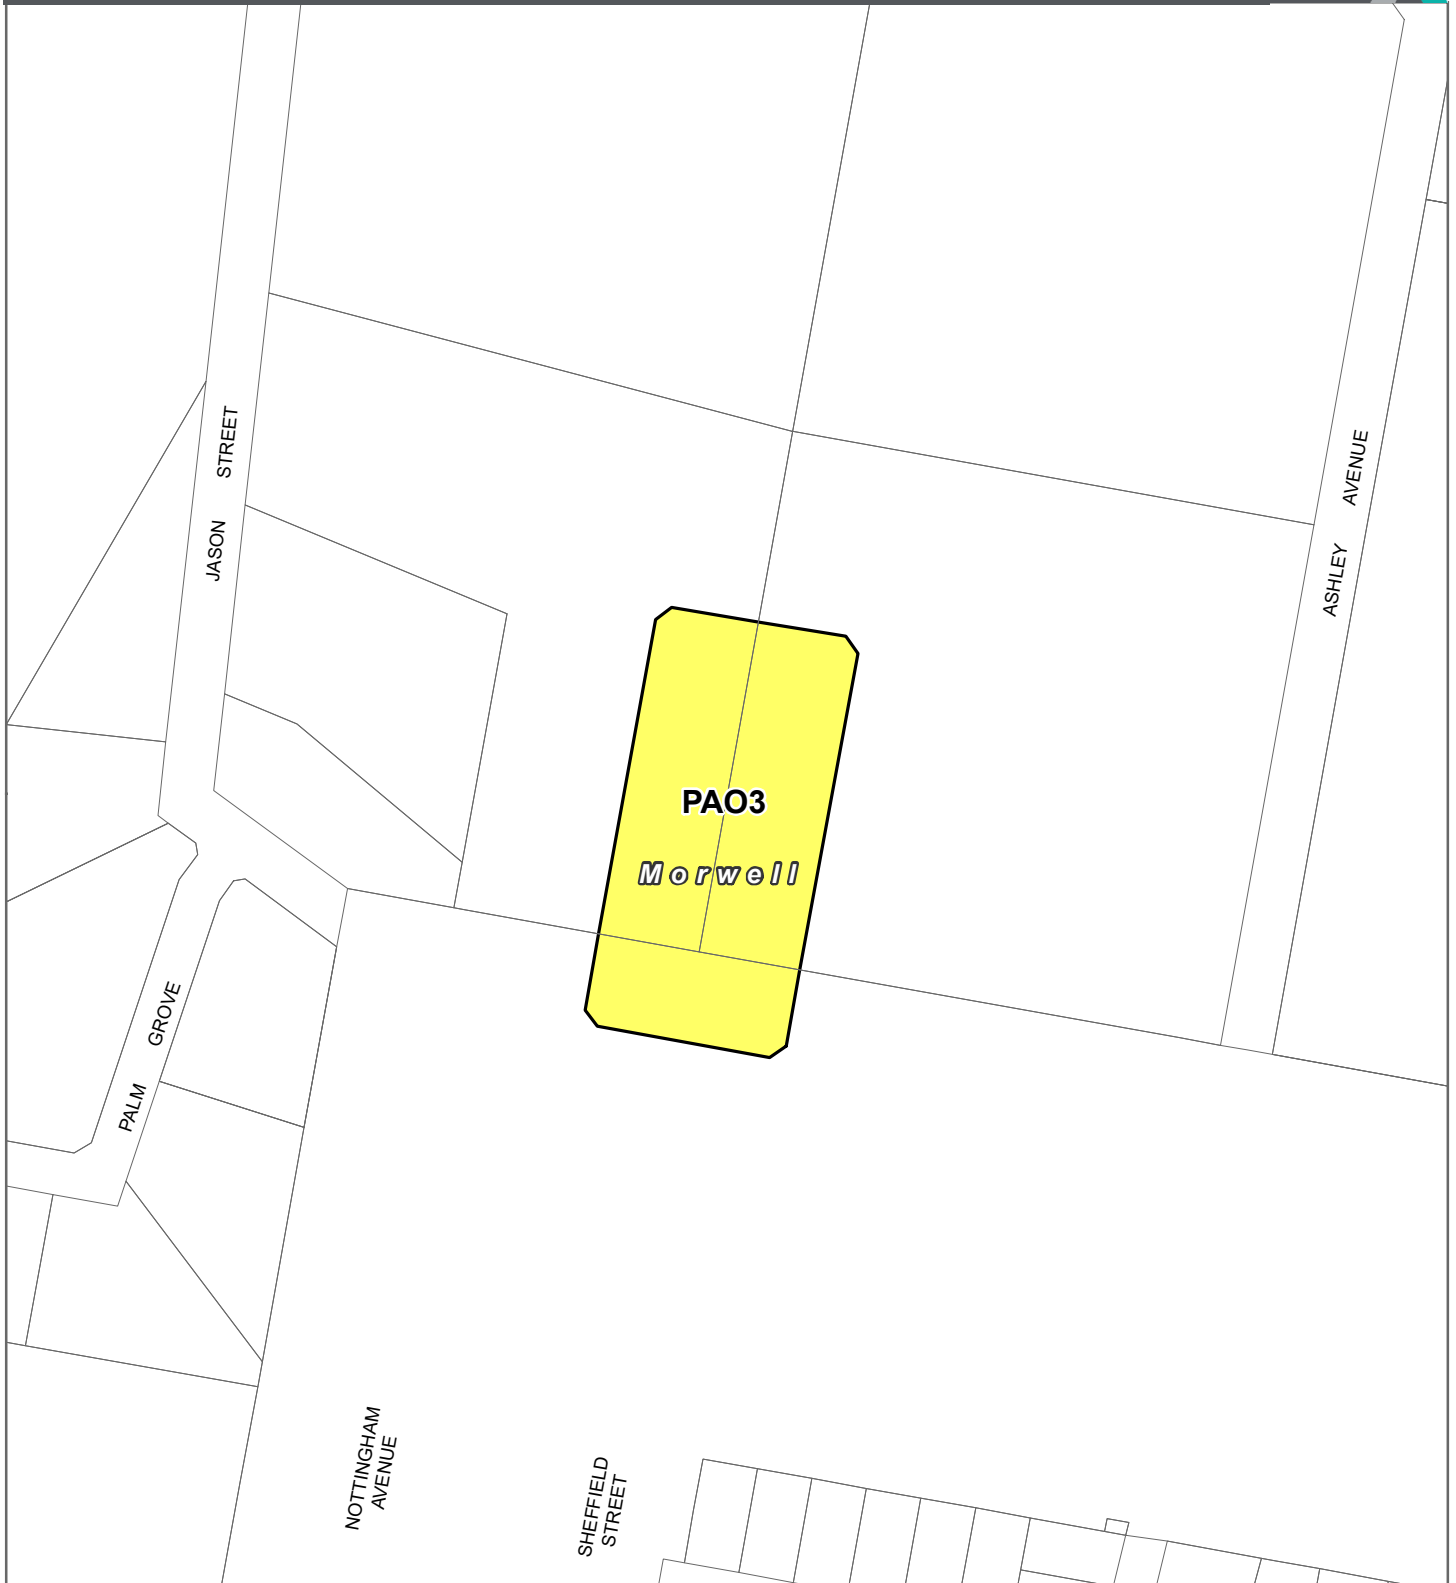 JASON STREET
ASHLEY AVENUE
PAO3
Morwell
PALM GROVE
NOTTINGHAM
AVENUE
SHEFFIELD
STREET